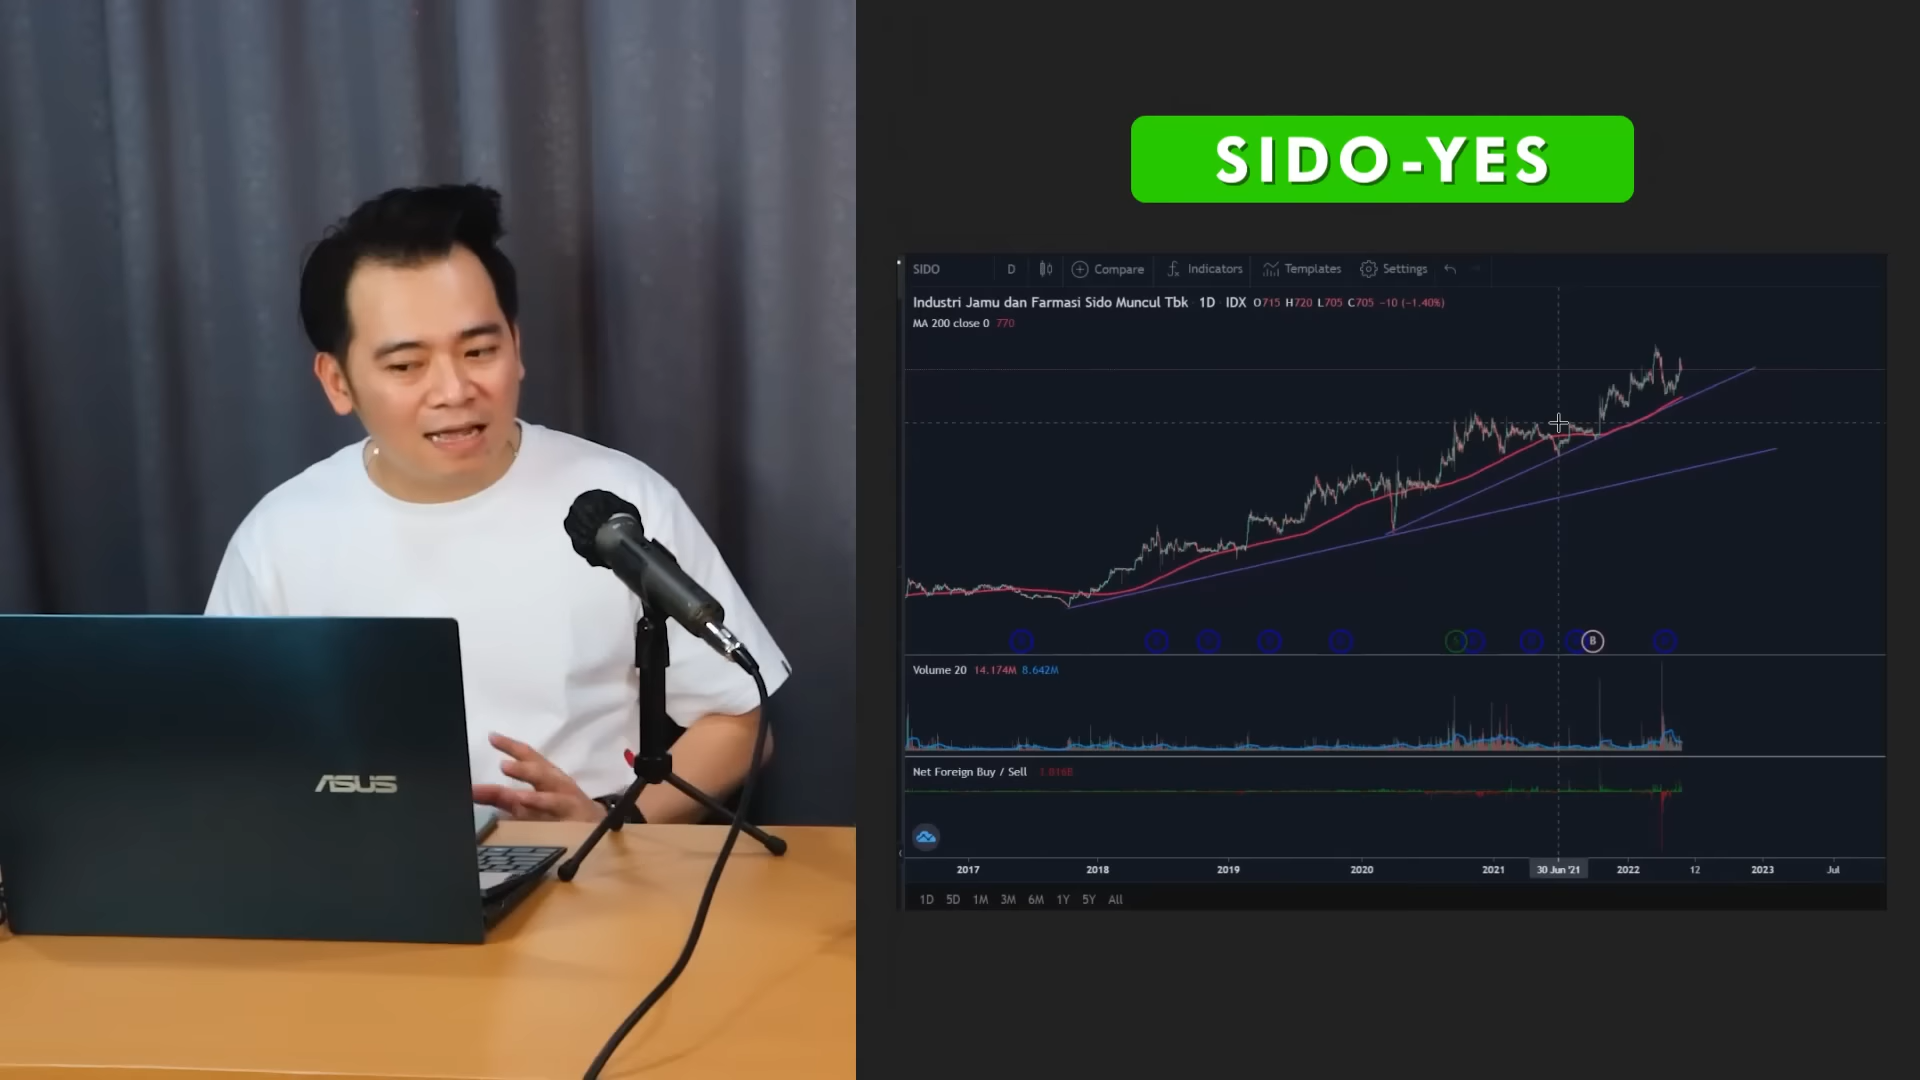 SIDO-YES
SIDO D Compare Indicators Templates Settings
Industri Jamu dan Farmasi Sido Muncul Tbk 1D IDX O715 H720 L705 C705 −10 (−1.40%)
MA 200 close 0 770
B
Volume 20 14.174M 8.642M
Net Foreign Buy / Sell 1.016B
2017 2018 2019 2020 2021 30 Jun '21 2022 12 2023 Jul
1D 5D 1M 3M 6M 1Y 5Y All
ASUS